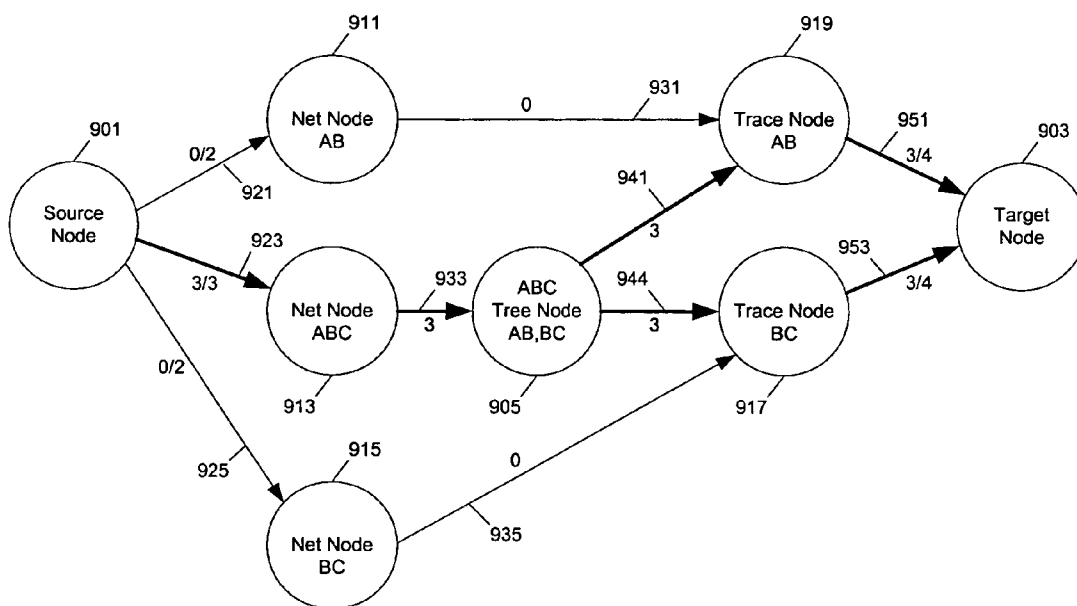 911
919
901
931
0
Net Node
AB
Trace Node
AB
951
903
0/2
921
3/4
941
Source
Node
Target
Node
923
3
953
3/3
933
ABC
Tree Node
AB,BC
944
3/4
Net Node
ABC
3
3
Trace Node
BC
0/2
913
905
917
915
0
925
935
Net Node
BC